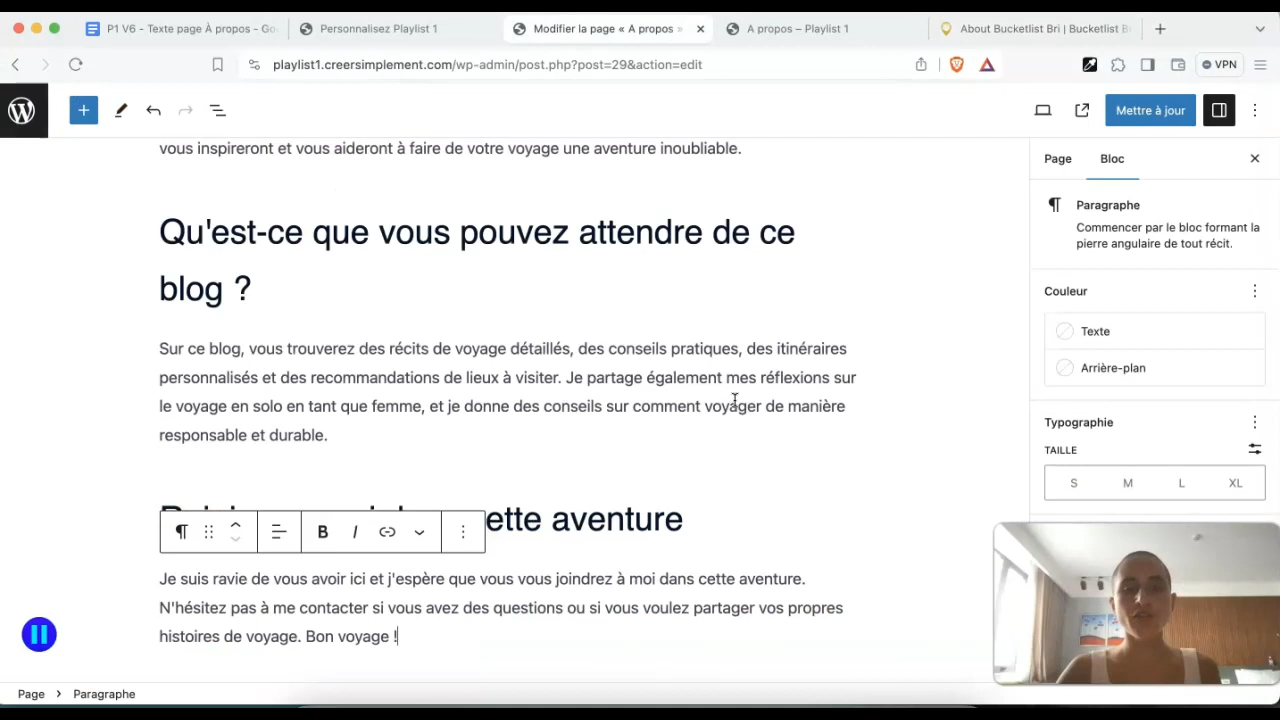 P1 V6 - Texte page À propos - Go
Personnalisez Playlist 1
Modifier la page « A propos »
A propos – Playlist 1
About Bucketlist Bri | Bucketlist Bri
playlist1.creersimplement.com/wp-admin/post.php?post=29&action=edit
VPN
Mettre à jour
vous inspireront et vous aideront à faire de votre voyage une aventure inoubliable.
Qu'est-ce que vous pouvez attendre de ce
blog ?
Sur ce blog, vous trouverez des récits de voyage détaillés, des conseils pratiques, des itinéraires
personnalisés et des recommandations de lieux à visiter. Je partage également mes réflexions sur
le voyage en solo en tant que femme, et je donne des conseils sur comment voyager de manière
responsable et durable.
ette aventure
B I
Je suis ravie de vous avoir ici et j'espère que vous vous joindrez à moi dans cette aventure.
N'hésitez pas à me contacter si vous avez des questions ou si vous voulez partager vos propres
histoires de voyage. Bon voyage !
Page Bloc
Paragraphe
Commencer par le bloc formant la
pierre angulaire de tout récit.
Couleur
Texte
Arrière-plan
Typographie
TAILLE
S M L XL
Page > Paragraphe